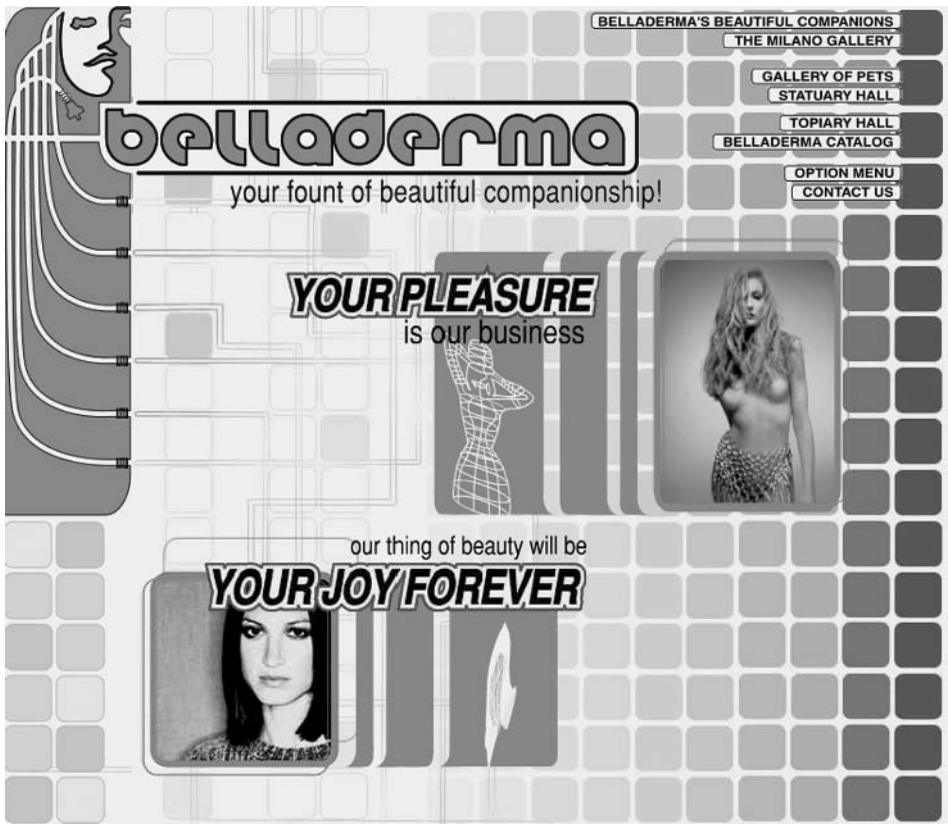 BELLADERMA'S BEAUTIFUL COMPANIONS
THE MILANO GALLERY
GALLERY OF PETS
STATUARY HALL
TOPIARY HALL
BELLADERMA CATALOG
OPTION MENU
CONTACT US
belladerma
your fount of beautiful companionship!
YOUR PLEASURE
is our business
our thing of beauty will be
YOUR JOY FOREVER